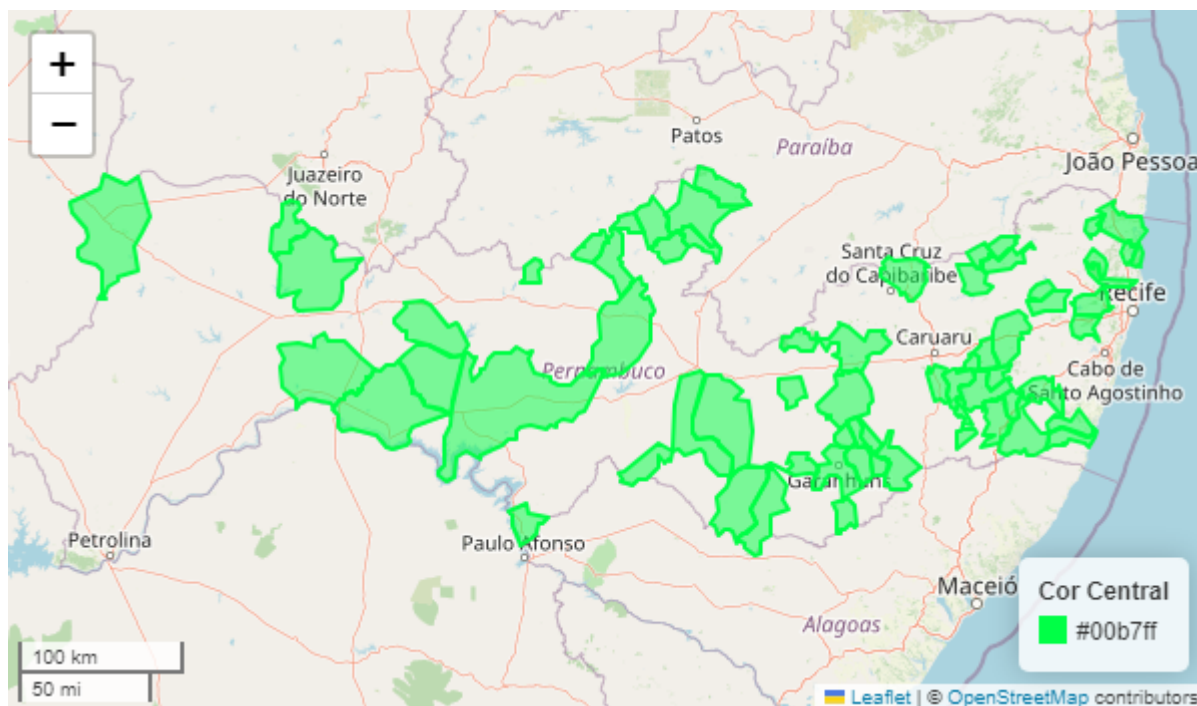 +
−
Patos
Paraíba
João Pessoa
Juazeiro
do Norte
Santa Cruz
do Capibaribe
Recife
Caruaru
Pernambuco
Cabo de
Santo Agostinho
Garanhuns
Petrolina
Paulo Afonso
Maceió
Alagoas
Cor Central
#00b7ff
100 km
50 mi
Leaflet | © OpenStreetMap contributors